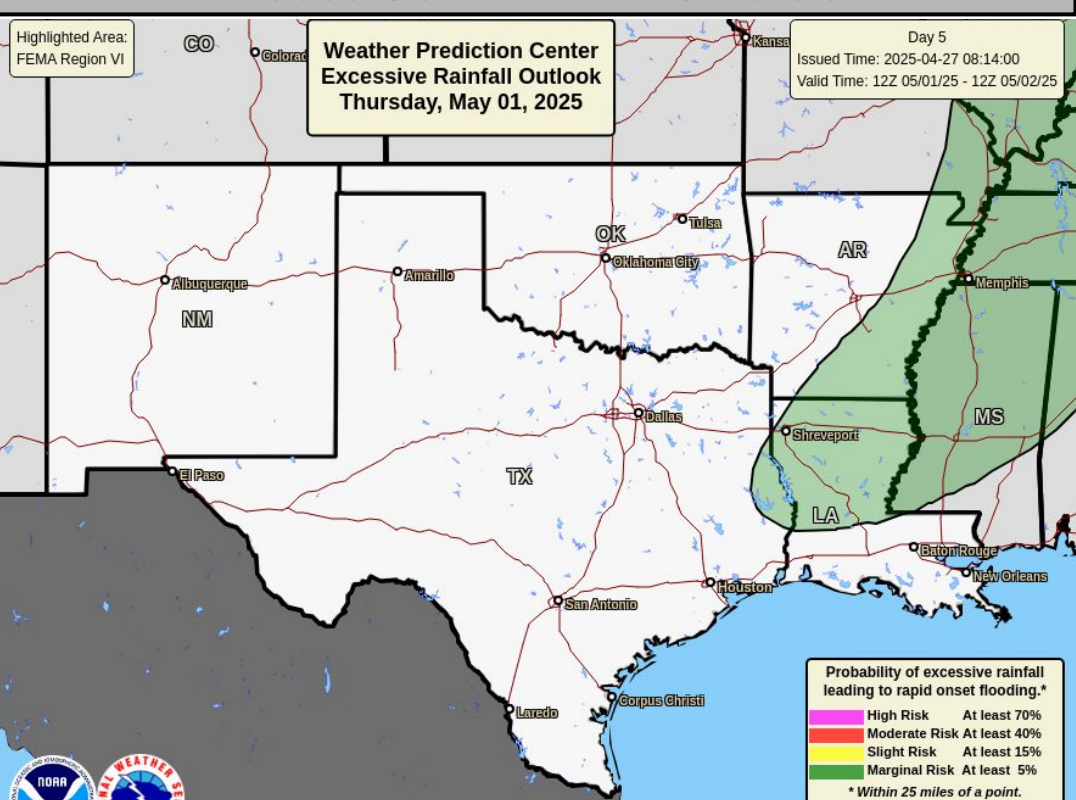 Highlighted Area:
FEMA Region VI
Weather Prediction Center
Excessive Rainfall Outlook
Thursday, May 01, 2025
Day 5
Issued Time: 2025-04-27 08:14:00
Valid Time: 12Z 05/01/25 - 12Z 05/02/25
CO
Colorad
Kansa
OK
Tulsa
Oklahoma City
AR
Albuquerque
Amarillo
Memphis
NM
Dallas
MS
Shreveport
El Paso
TX
LA
Baton Rouge
New Orleans
Houston
San Antonio
Corpus Christi
Laredo
Probability of excessive rainfall
leading to rapid onset flooding.*
High Risk At least 70%
Moderate Risk At least 40%
Slight Risk At least 15%
Marginal Risk At least 5%
* Within 25 miles of a point.
NOAA
WEATHER